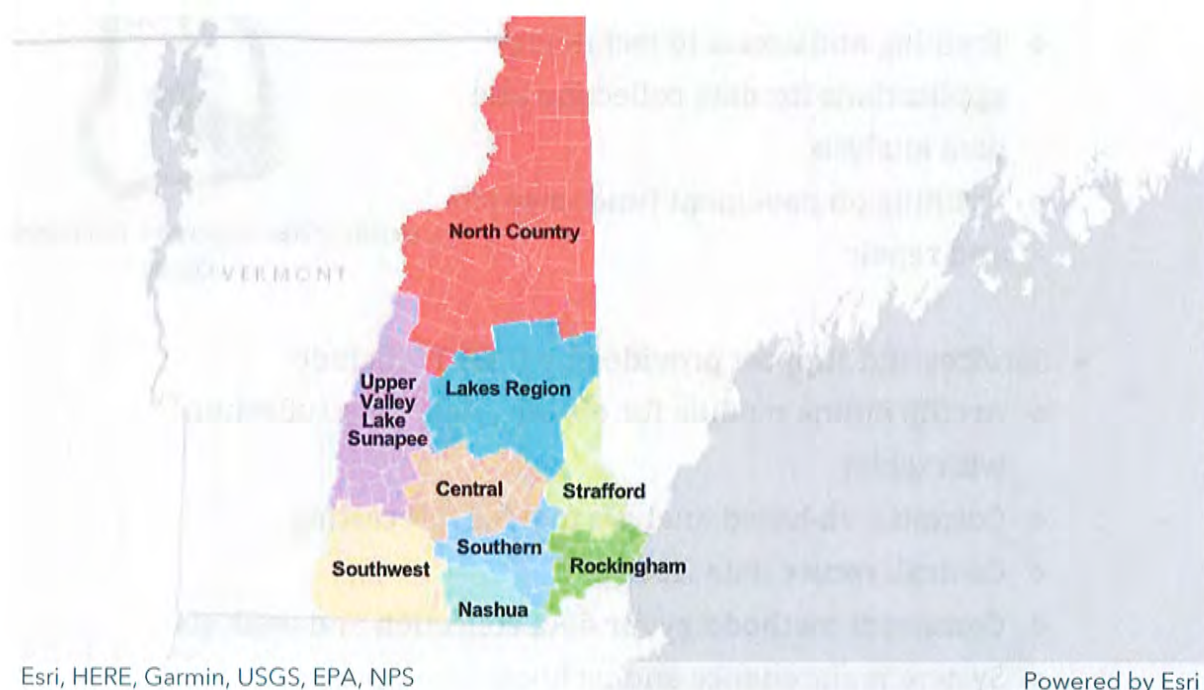 North Country
VERMONT
Upper
Valley
Lake
Sunapee
Lakes Region
Central
Strafford
Southern
Southwest
Rockingham
Nashua
Esri, HERE, Garmin, USGS, EPA, NPS
Powered by Esri